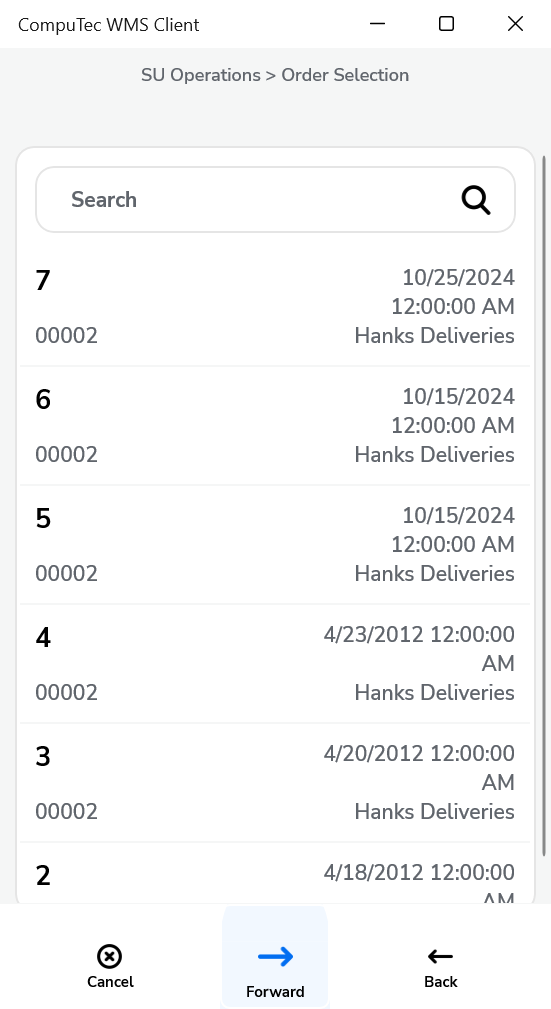 CompuTec WMS Client
SU Operations > Order Selection
Search
7
10/25/2024
12:00:00 AM
00002
Hanks Deliveries
6
10/15/2024
12:00:00 AM
00002
Hanks Deliveries
5
10/15/2024
12:00:00 AM
00002
Hanks Deliveries
4
4/23/2012 12:00:00
AM
00002
Hanks Deliveries
3
4/20/2012 12:00:00
AM
00002
Hanks Deliveries
2
4/18/2012 12:00:00
AM
Cancel
Forward
Back